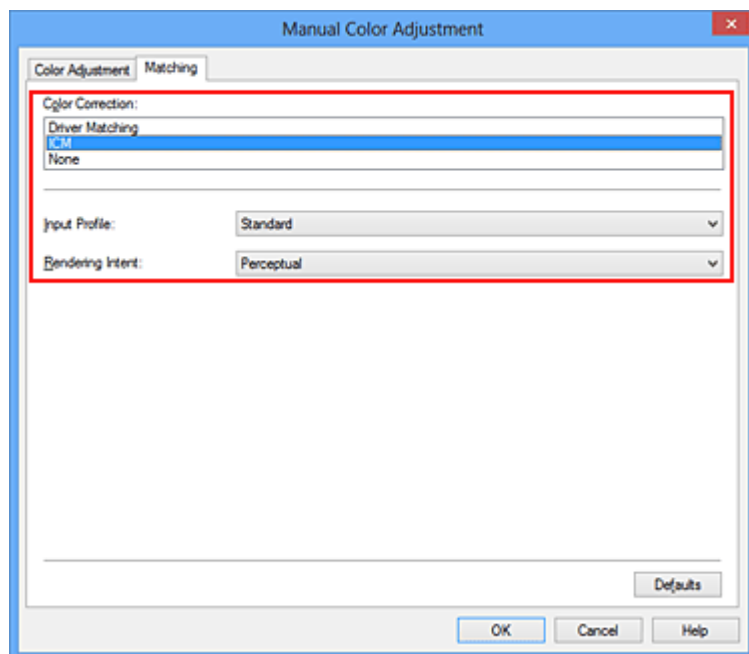 Manual Color Adjustment
Color Adjustment Matching
Color Correction:
Driver Matching
ICM
None
Input Profile: Standard
Rendering Intent: Perceptual
Defaults
OK Cancel Help